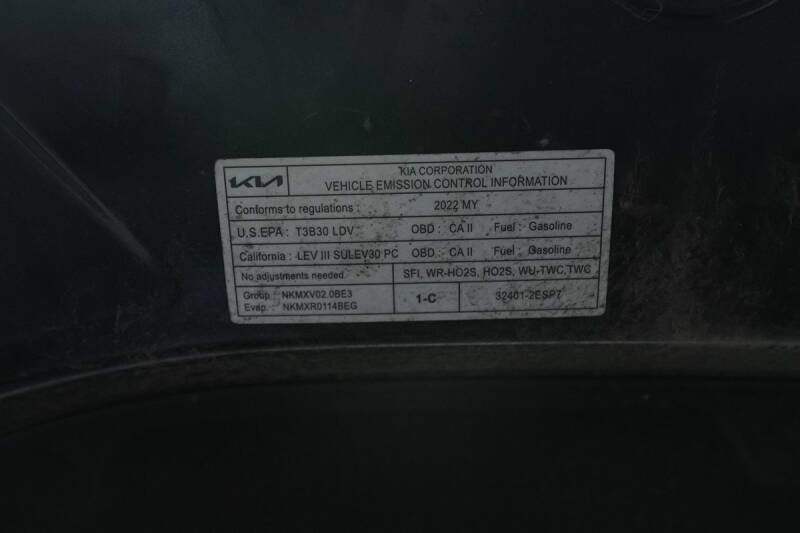 KIA
KIA CORPORATION
VEHICLE EMISSION CONTROL INFORMATION
Conforms to regulations : 2022 MY
U.S.EPA : T3B30 LDV OBD : CA II Fuel : Gasoline
California : LEV III SULEV30 PC OBD : CA II Fuel : Gasoline
No adjustments needed. SFI, WR-HO2S, HO2S, WU-TWC,TWC
Group : NKMXV02.0BE3
Evap. : NKMXR0114BEG
1-C
32401-2ESP7